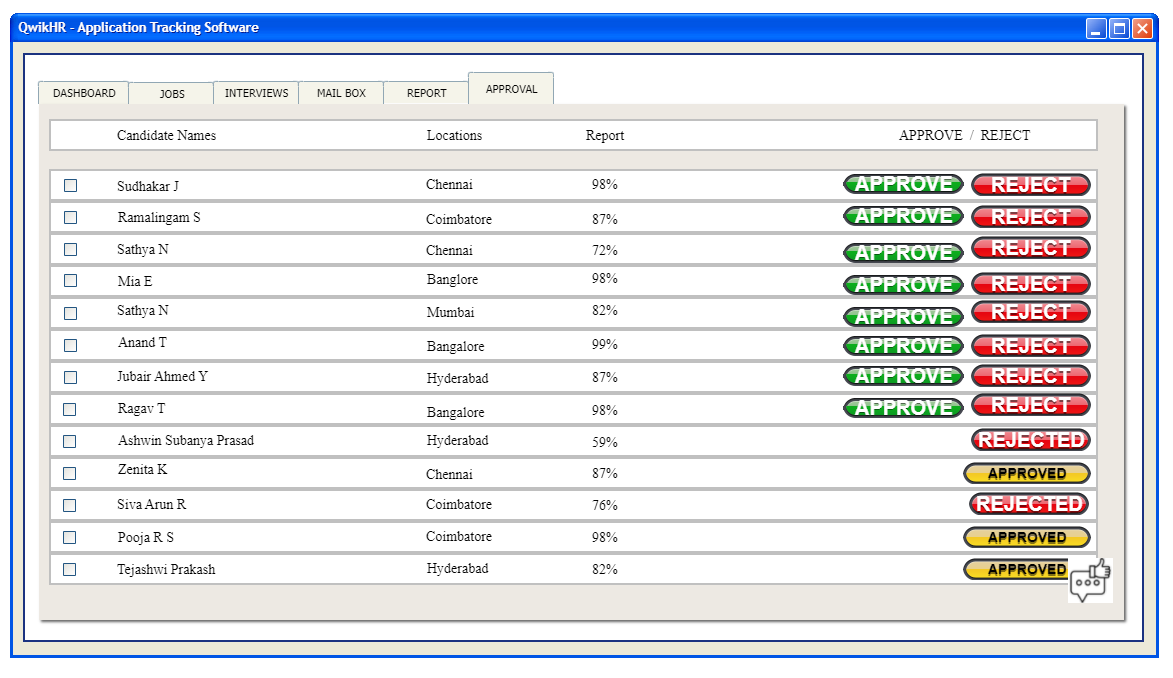 QwikHR - Application Tracking Software
DASHBOARD JOBS INTERVIEWS MAIL BOX REPORT APPROVAL
Candidate Names Locations Report APPROVE / REJECT
Sudhakar J Chennai 98% APPROVE REJECT
Ramalingam S Coimbatore 87% APPROVE REJECT
Sathya N Chennai 72% APPROVE REJECT
Mia E Banglore 98% APPROVE REJECT
Sathya N Mumbai 82% APPROVE REJECT
Anand T Bangalore 99% APPROVE REJECT
Jubair Ahmed Y Hyderabad 87% APPROVE REJECT
Ragav T Bangalore 98% APPROVE REJECT
Ashwin Subanya Prasad Hyderabad 59% REJECTED
Zenita K Chennai 87% APPROVED
Siva Arun R Coimbatore 76% REJECTED
Pooja R S Coimbatore 98% APPROVED
Tejashwi Prakash Hyderabad 82% APPROVED